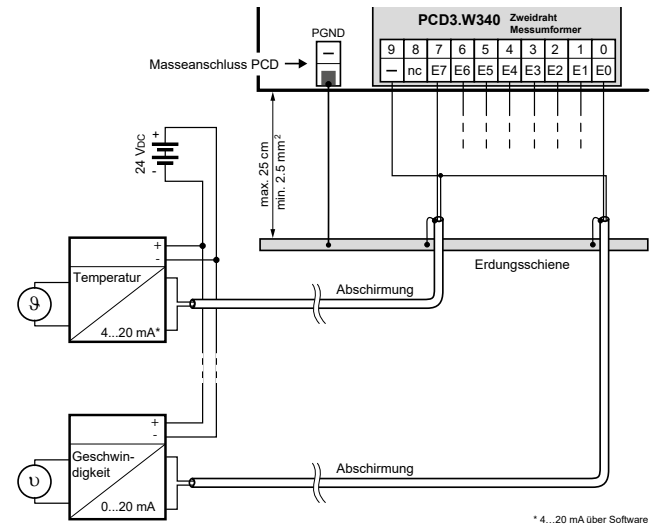 PCD3.W340 Zweidraht
Messumformer
PGND
–
Masseanschluss PCD
9 8 7 6 5 4 3 2 1 0
– nc E7 E6 E5 E4 E3 E2 E1 E0
24 VDC
+
-
max. 25 cm
min. 2.5 mm²
Erdungsschiene
+
-
Temperatur
ϑ
4...20 mA*
Abschirmung
+
-
Geschwin-
digkeit
υ
0...20 mA
Abschirmung
* 4...20 mA über Software